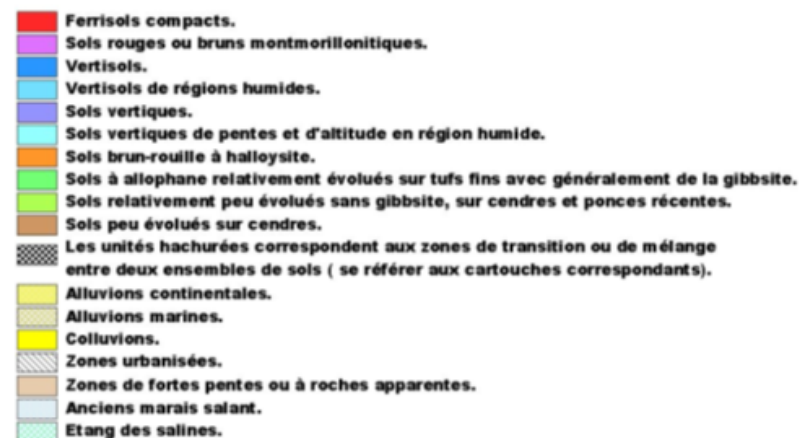 Ferrisols compacts.
Sols rouges ou bruns montmorillonitiques.
Vertisols.
Vertisols de régions humides.
Sols vertiques.
Sols vertiques de pentes et d'altitude en région humide.
Sols brun-rouille à halloysite.
Sols à allophane relativement évolués sur tufs fins avec généralement de la gibbsite.
Sols relativement peu évolués sans gibbsite, sur cendres et ponces récentes.
Sols peu évolués sur cendres.
Les unités hachurées correspondent aux zones de transition ou de mélange
entre deux ensembles de sols ( se référer aux cartouches correspondants).
Alluvions continentales.
Alluvions marines.
Colluvions.
Zones urbanisées.
Zones de fortes pentes ou à roches apparentes.
Anciens marais salant.
Etang des salines.